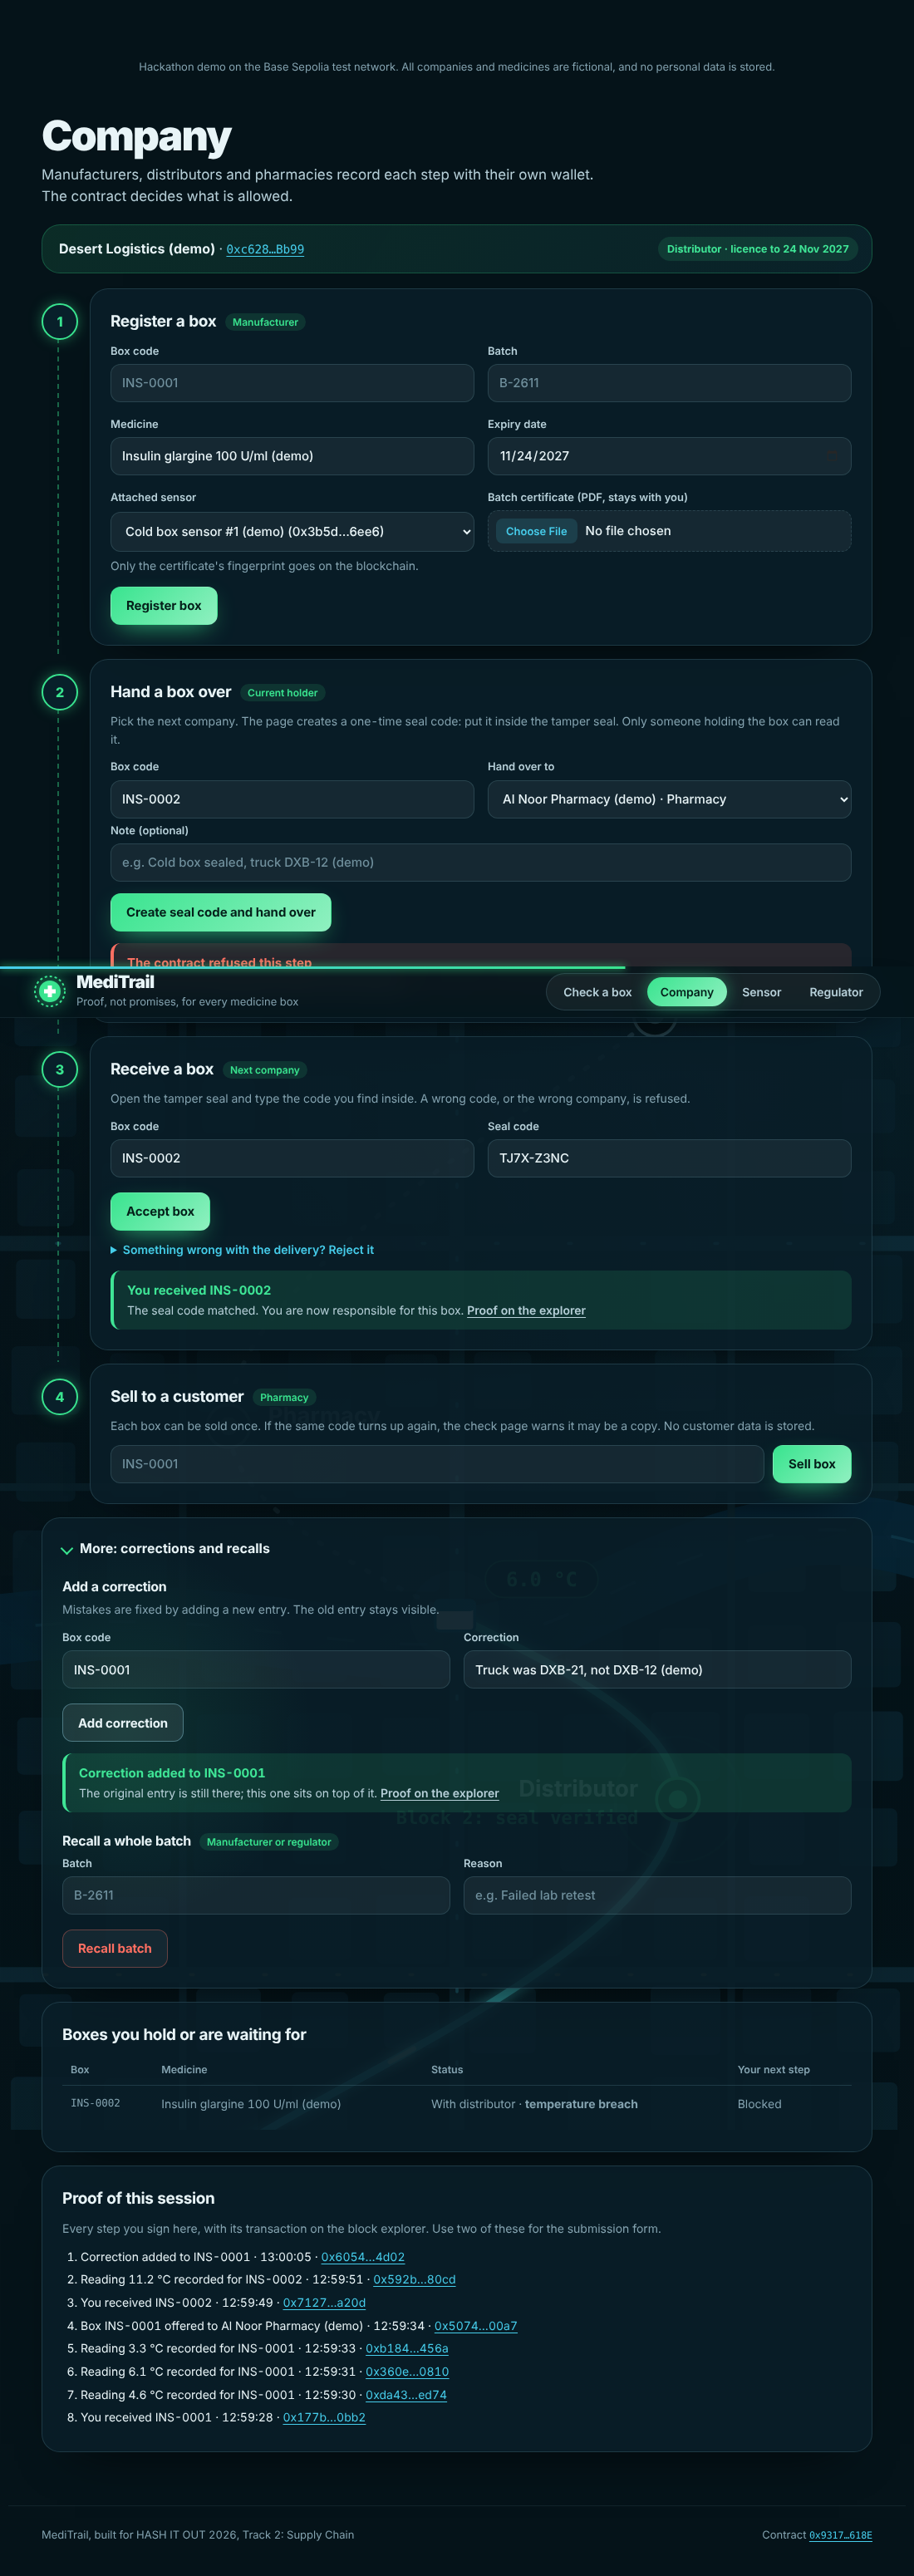 Hackathon demo on the Base Sepolia test network. All companies and medicines are fictional, and no personal data is stored.
Company
Manufacturers, distributors and pharmacies record each step with their own wallet.
The contract decides what is allowed.
Desert Logistics (demo) · 0xc628…Bb99
Distributor · licence to 24 Nov 2027
1
Register a box Manufacturer
Box code
Batch
INS-0001
B-2611
Medicine
Expiry date
Insulin glargine 100 U/ml (demo)
11/24/2027
Attached sensor
Batch certificate (PDF, stays with you)
Cold box sensor #1 (demo) (0x3b5d…6ee6)
Choose File No file chosen
Only the certificate's fingerprint goes on the blockchain.
Register box
2
Hand a box over Current holder
Pick the next company. The page creates a one-time seal code: put it inside the tamper seal. Only someone holding the box can read
it.
Box code
Hand over to
INS-0002
Al Noor Pharmacy (demo) · Pharmacy
Note (optional)
e.g. Cold box sealed, truck DXB-12 (demo)
Create seal code and hand over
The contract refused this step
MediTrail
Proof, not promises, for every medicine box
Check a box
Company
Sensor
Regulator
3
Receive a box Next company
Open the tamper seal and type the code you find inside. A wrong code, or the wrong company, is refused.
Box code
Seal code
INS-0002
TJ7X-Z3NC
Accept box
Something wrong with the delivery? Reject it
You received INS-0002
The seal code matched. You are now responsible for this box. Proof on the explorer
4
Sell to a customer Pharmacy
Pharmacy
Each box can be sold once. If the same code turns up again, the check page warns it may be a copy. No customer data is stored.
INS-0001
Sell box
More: corrections and recalls
6.0 °C
Add a correction
Mistakes are fixed by adding a new entry. The old entry stays visible.
Box code
Correction
INS-0001
Truck was DXB-21, not DXB-12 (demo)
Add correction
Correction added to INS-0001
The original entry is still there; this one sits on top of it. Proof on the explorer
Distributor
Block 2: seal verified
Recall a whole batch Manufacturer or regulator
Batch
Reason
B-2611
e.g. Failed lab retest
Recall batch
Boxes you hold or are waiting for
Box Medicine Status Your next step
INS-0002 Insulin glargine 100 U/ml (demo) With distributor · temperature breach Blocked
Proof of this session
Every step you sign here, with its transaction on the block explorer. Use two of these for the submission form.
1. Correction added to INS-0001 · 13:00:05 · 0x6054…4d02
2. Reading 11.2 °C recorded for INS-0002 · 12:59:51 · 0x592b…80cd
3. You received INS-0002 · 12:59:49 · 0x7127…a20d
4. Box INS-0001 offered to Al Noor Pharmacy (demo) · 12:59:34 · 0x5074…00a7
5. Reading 3.3 °C recorded for INS-0001 · 12:59:33 · 0xb184…456a
6. Reading 6.1 °C recorded for INS-0001 · 12:59:31 · 0x360e…0810
7. Reading 4.6 °C recorded for INS-0001 · 12:59:30 · 0xda43…ed74
8. You received INS-0001 · 12:59:28 · 0x177b…0bb2
MediTrail, built for HASH IT OUT 2026, Track 2: Supply Chain
Contract 0x9317…618E